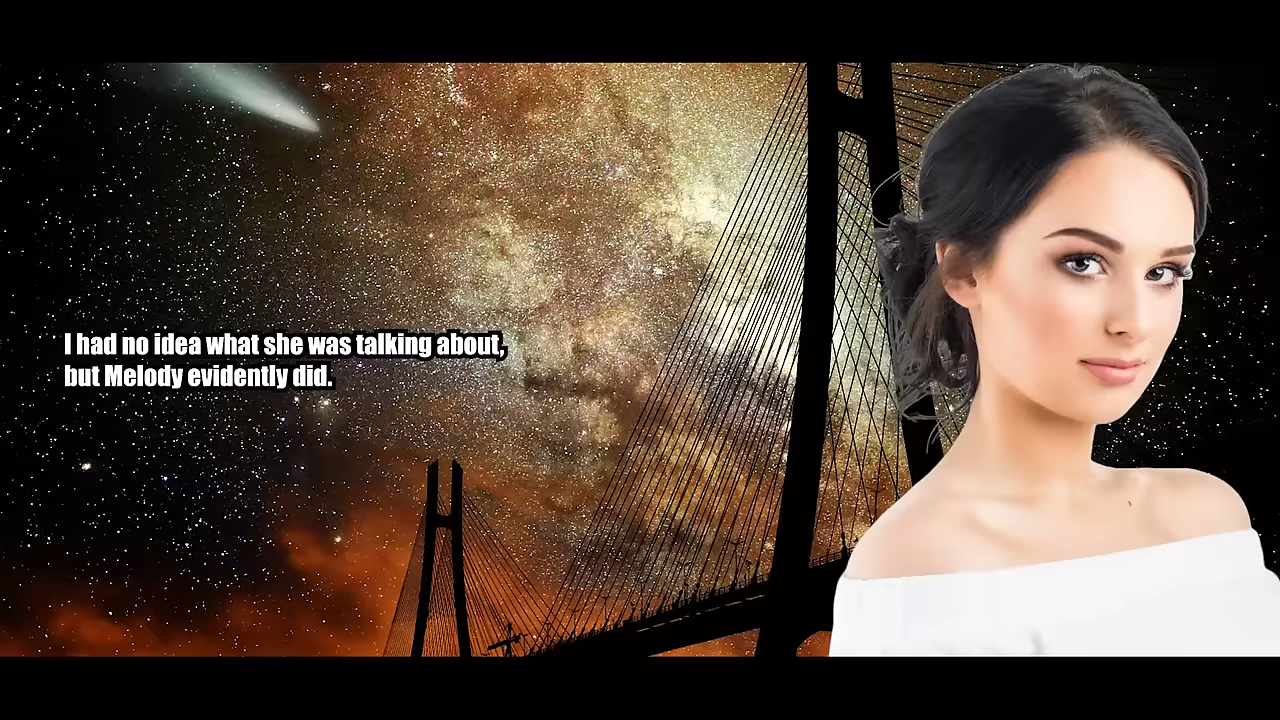 I had no idea what she was talking about,
but Melody evidently did.